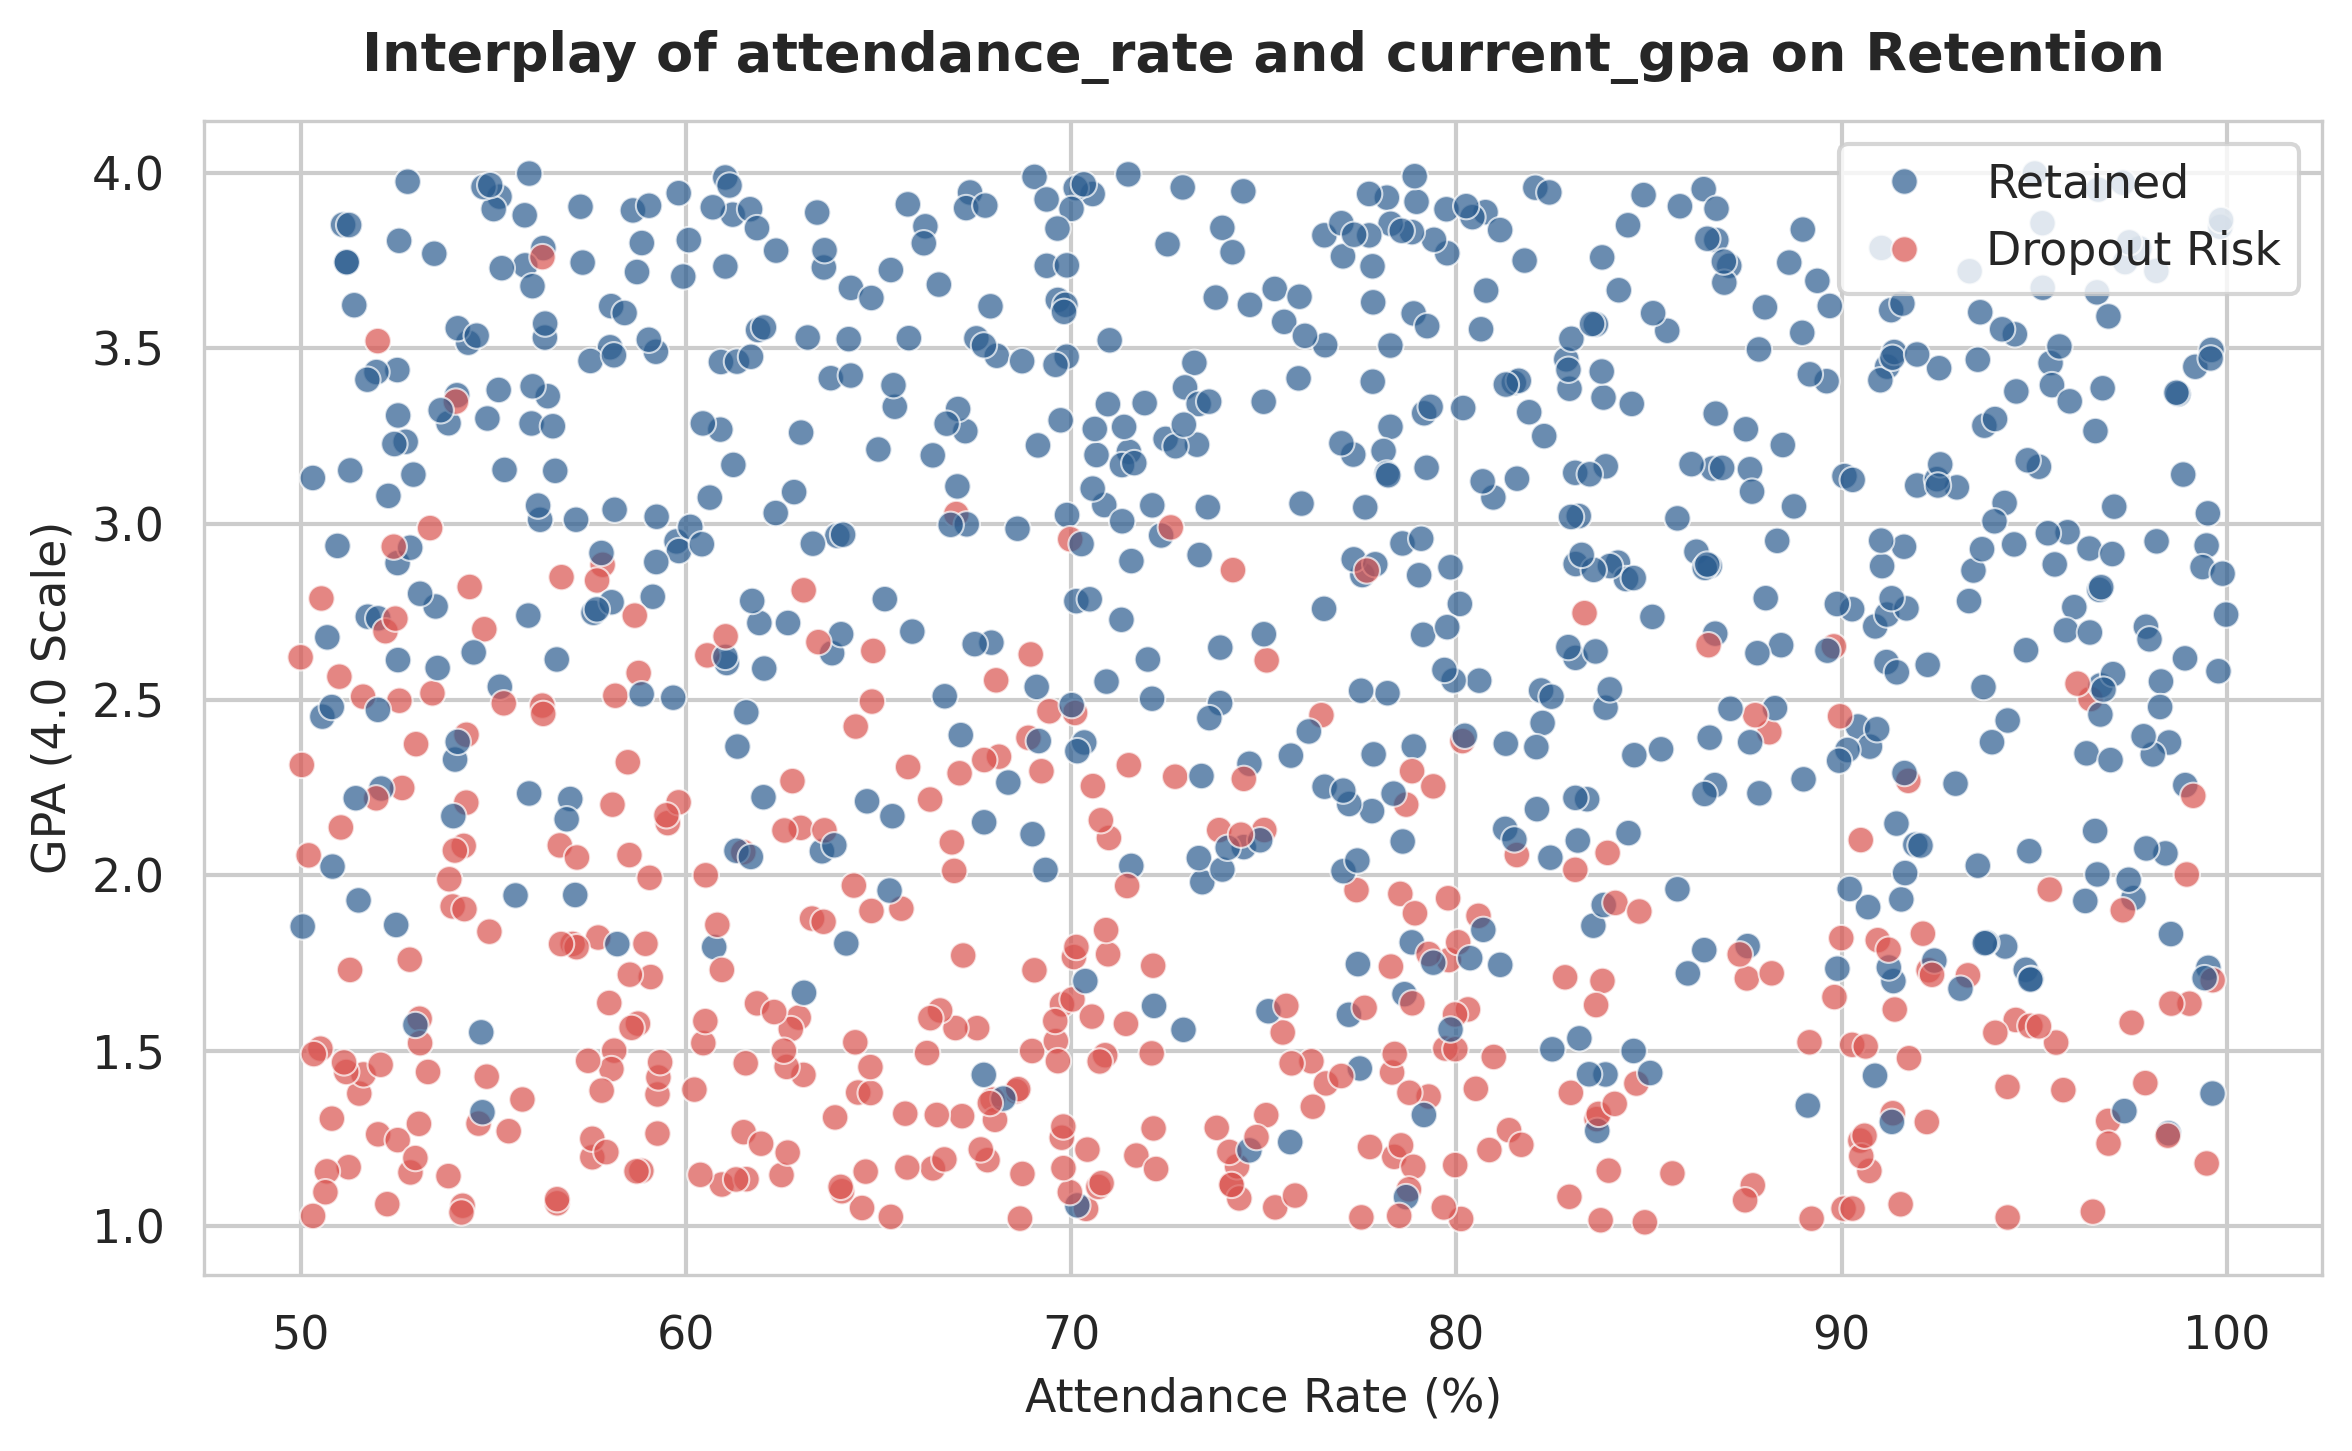 Interplay of attendance_rate and current_gpa on Retention
Retained
Dropout Risk
GPA (4.0 Scale)
4.0
3.5
3.0
2.5
2.0
1.5
1.0
50 60 70 80 90 100
Attendance Rate (%)